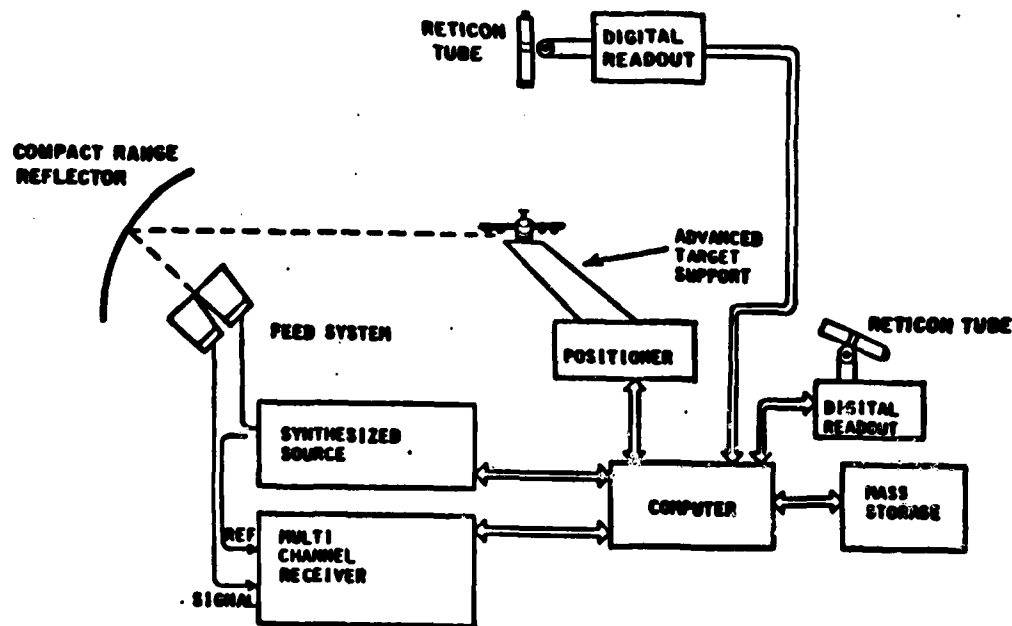 RETICON
TUBE
DIGITAL
READOUT
COMPACT RANGE
REFLECTOR
ADVANCED
TARGET
SUPPORT
FEED SYSTEM
POSITIONER
RETICON TUBE
DIGITAL
READOUT
SYNTHESIZED
SOURCE
COMPUTER
MASS
STORAGE
REF
MULTI
CHANNEL
RECEIVER
SIGNAL